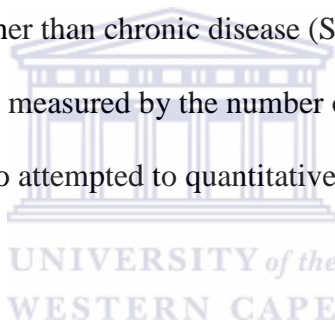 her than chronic disease (S
measured by the number
o attempted to quantitative
UNIVERSITY of the
WESTERN CAPE